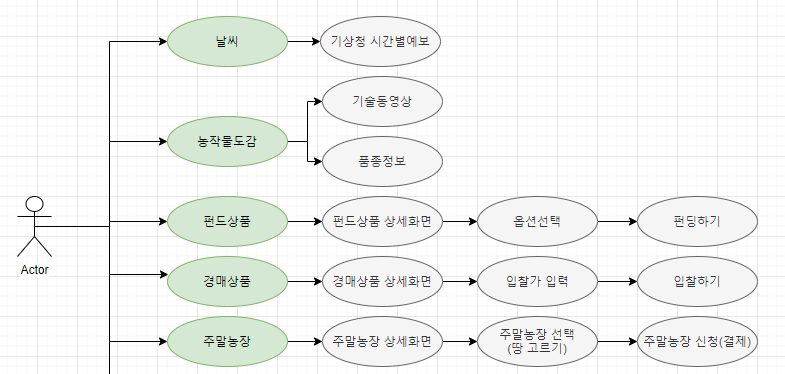 날씨
기상청 시간별예보
기술동영상
농작물도감
품종정보
펀드상품
펀드상품 상세화면
옵션선택
펀딩하기
Actor
경매상품
경매상품 상세화면
입찰가 입력
입찰하기
주말농장
주말농장 상세화면
주말농장 선택
(땅 고르기)
주말농장 신청(결제)